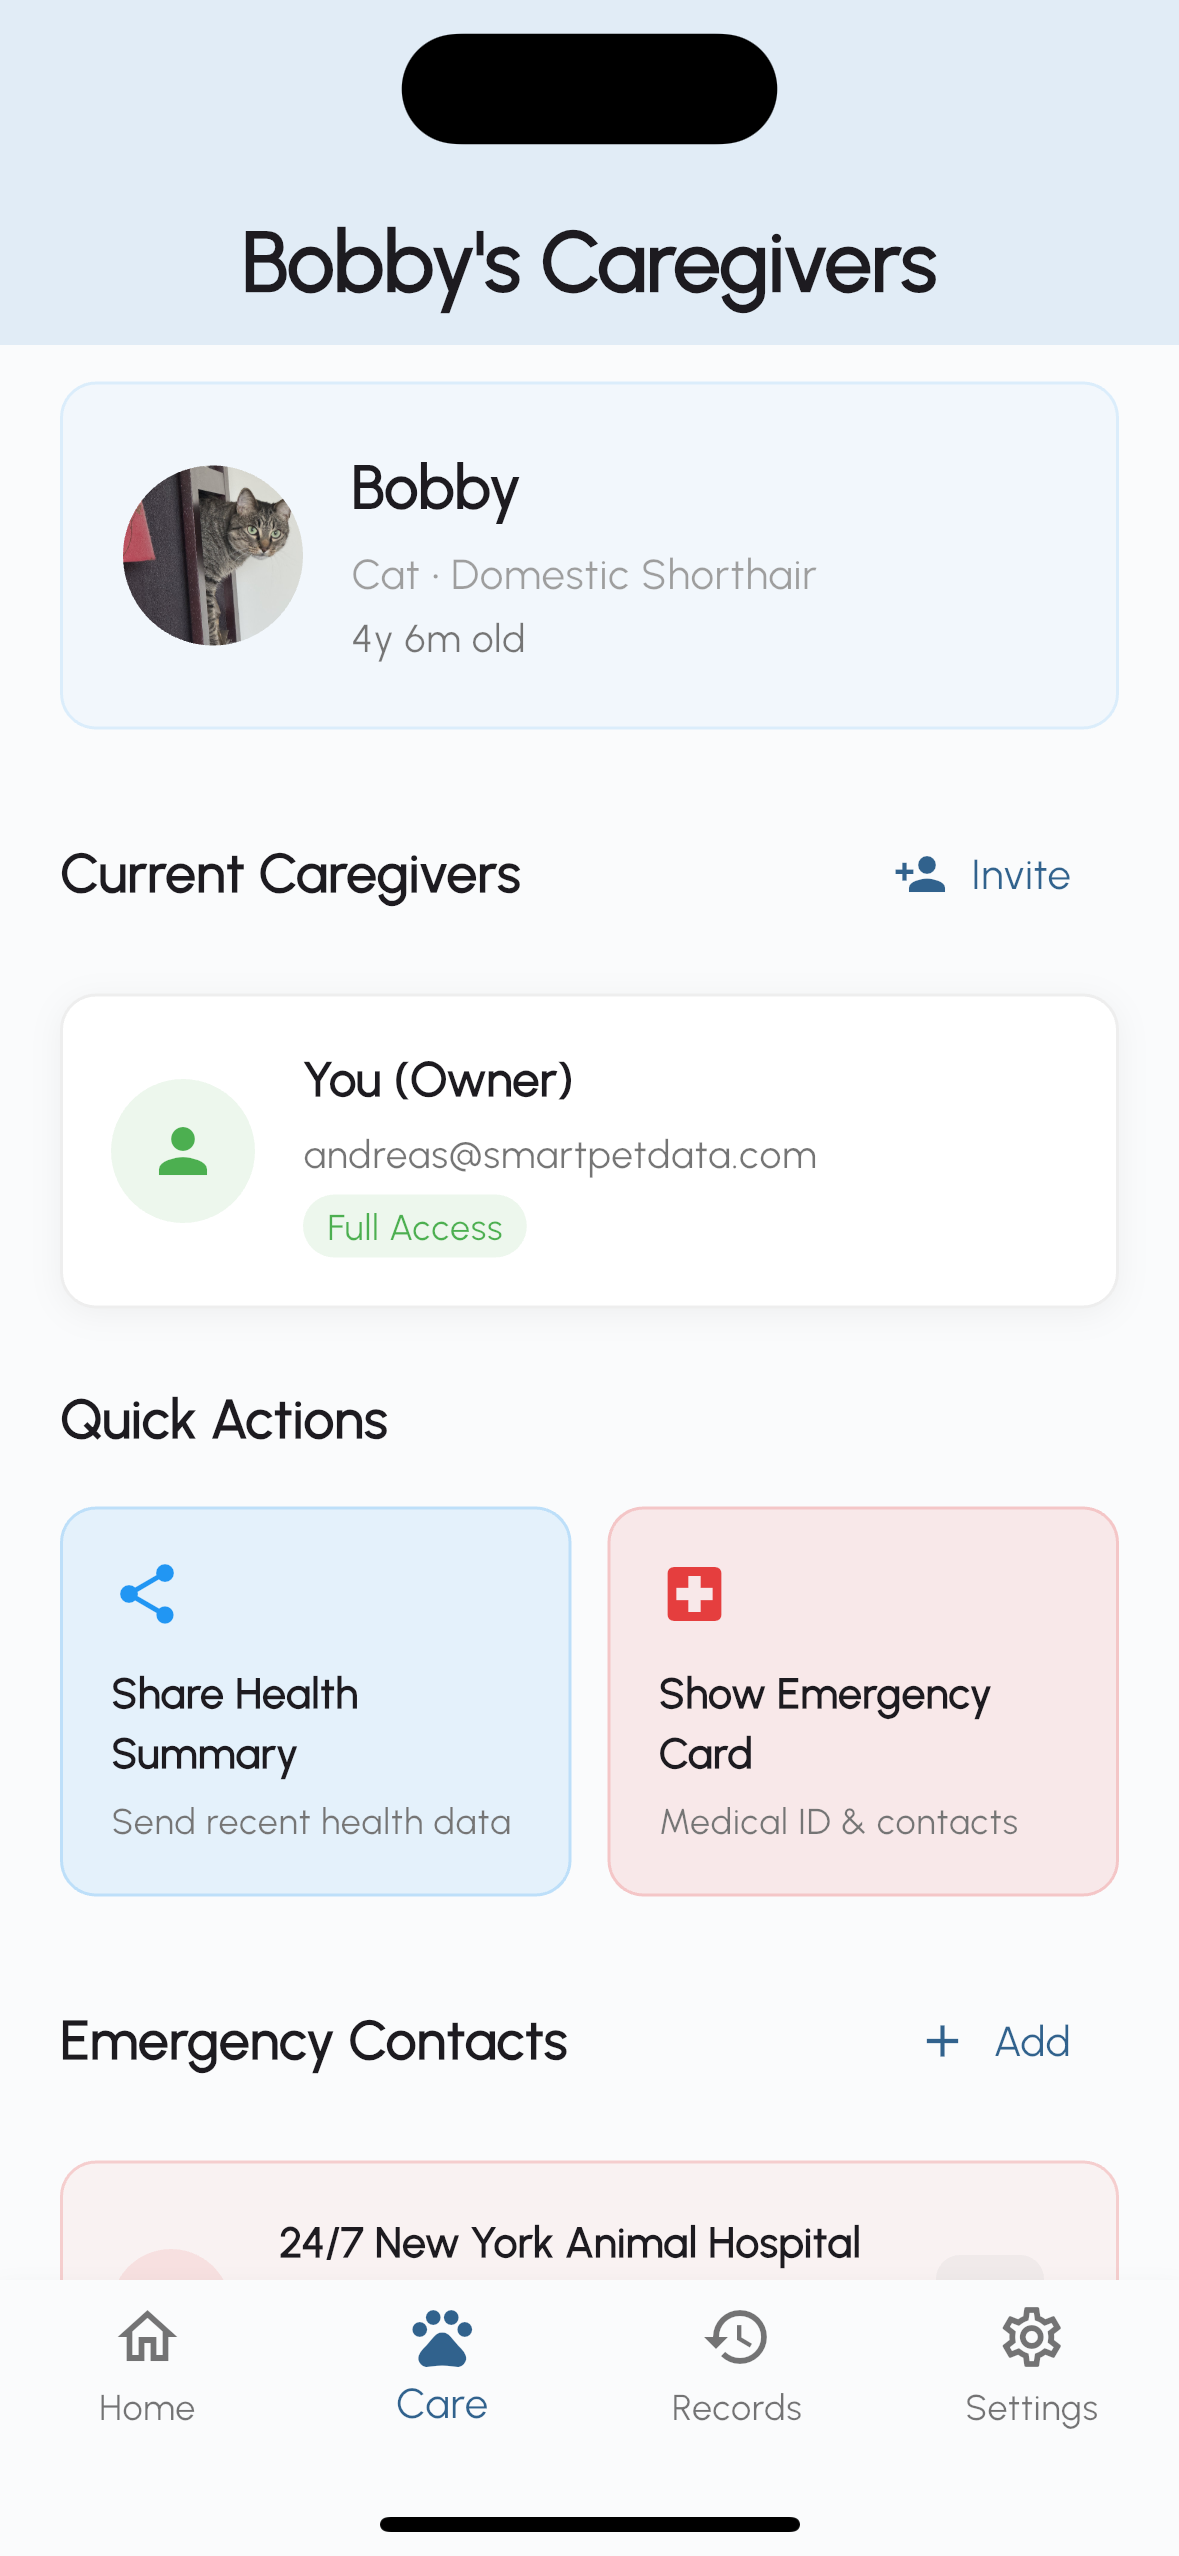 Bobby's Caregivers
Bobby
Cat · Domestic Shorthair
4y 6m old
Current Caregivers
Invite
You (Owner)
andreas@smartpetdata.com
Full Access
Quick Actions
Share Health
Summary
Send recent health data
Show Emergency
Card
Medical ID & contacts
Emergency Contacts
Add
24/7 New York Animal Hospital
Home
Care
Records
Settings